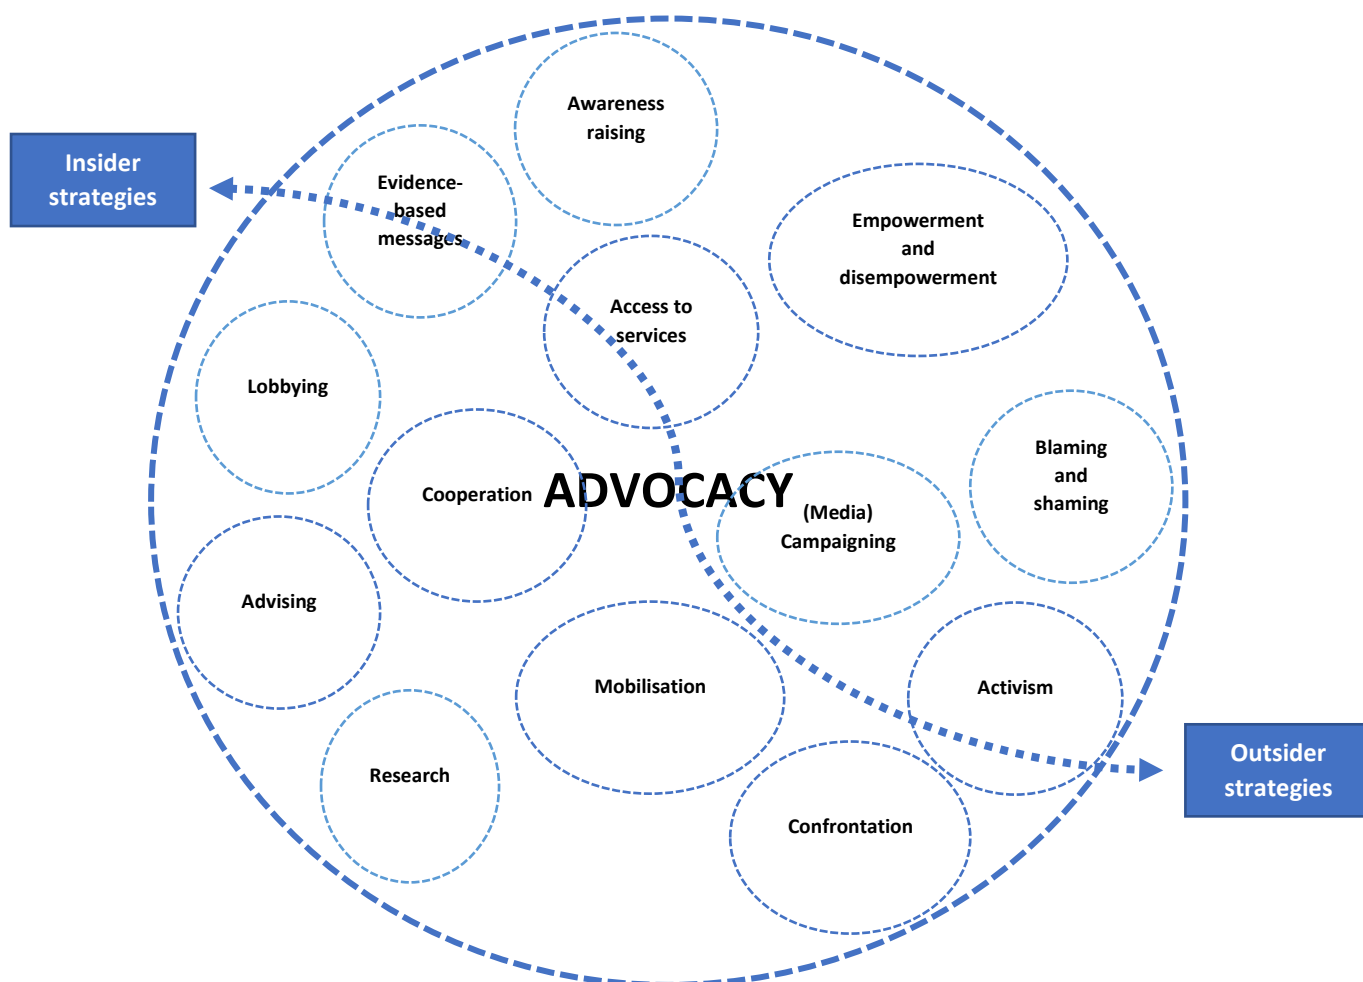 Awareness
raising
Insider
strategies
Evidence-
based
messages
Empowerment
and
disempowerment
Access to
services
Lobbying
Blaming
and
shaming
Cooperation
ADVOCACY
(Media)
Campaigning
Advising
Mobilisation
Activism
Research
Outsider
strategies
Confrontation